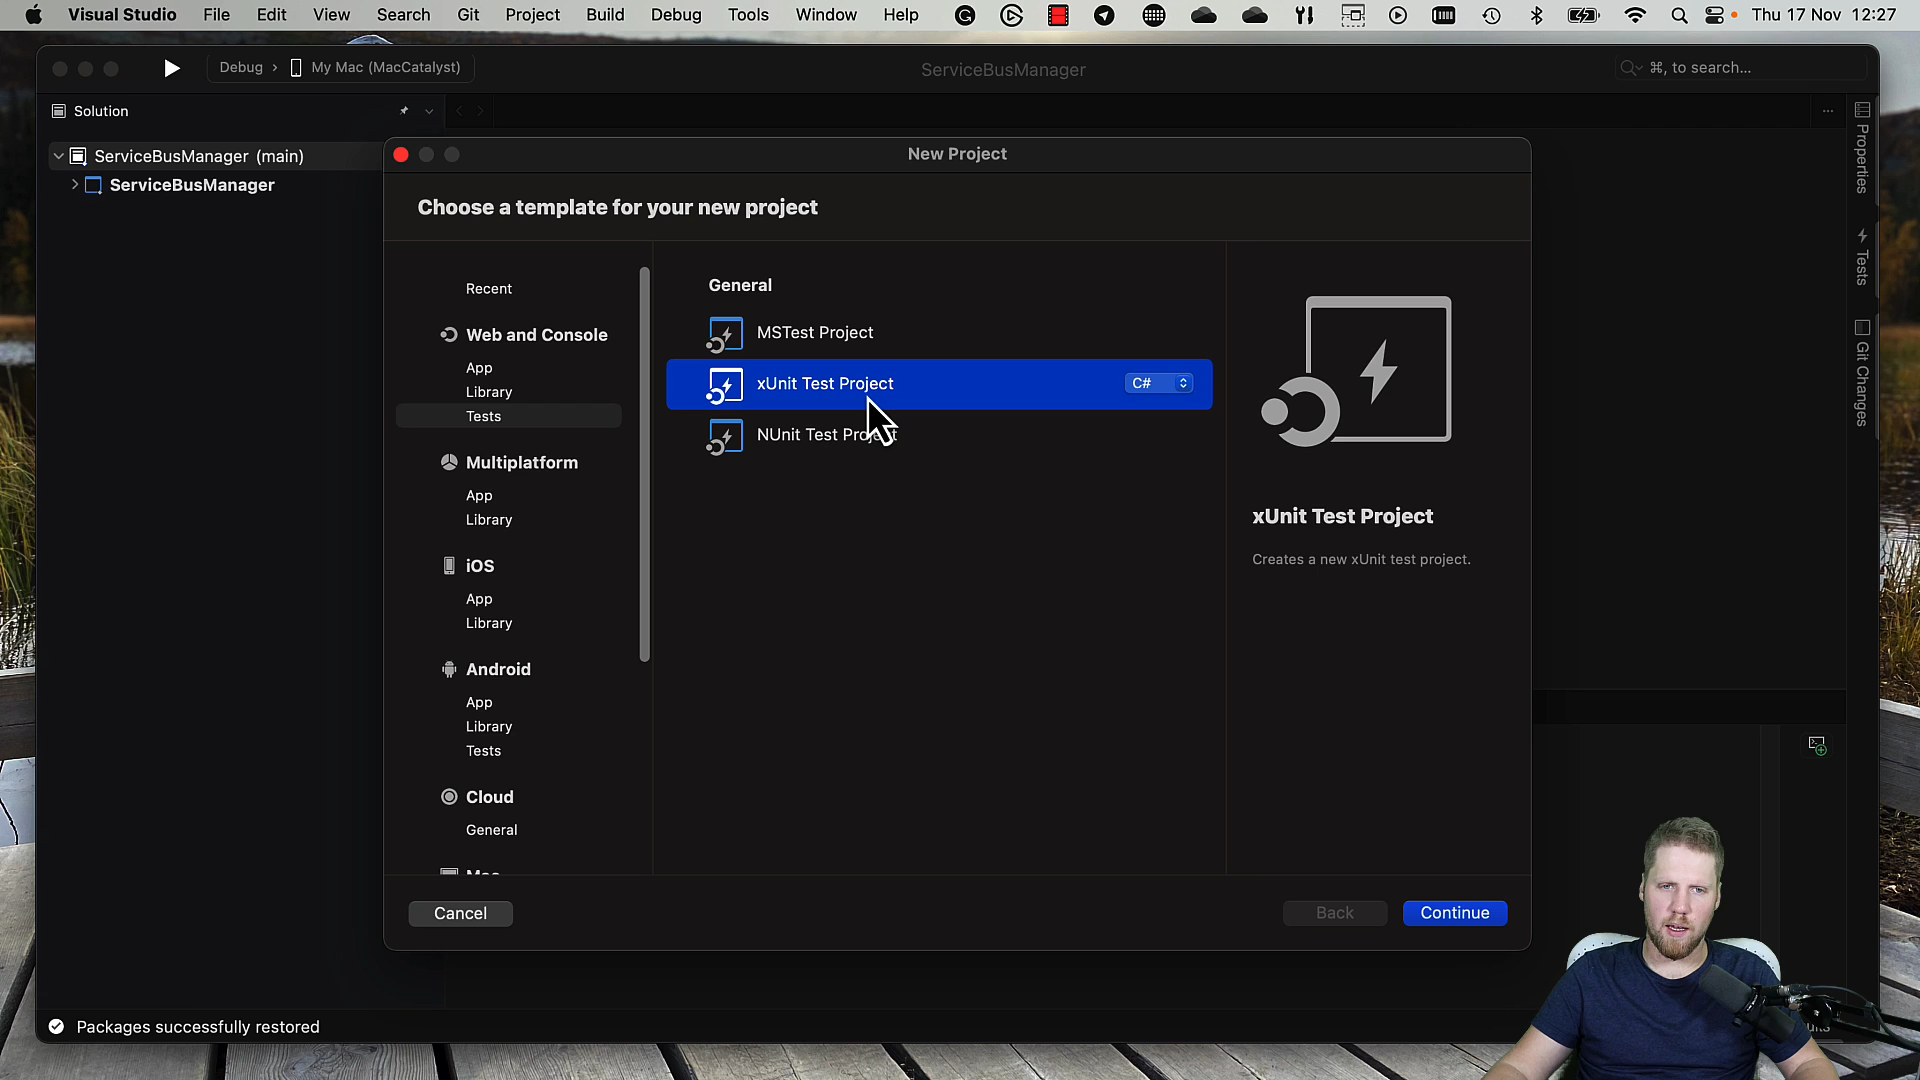 Visual Studio File Edit View Search Git Project Build Debug Tools Window Help Thu 17 Nov 12:27
Debug › My Mac (MacCatalyst)
ServiceBusManager
⌘, to search...
Solution
ServiceBusManager (main)
ServiceBusManager
New Project
Choose a template for your new project
Recent
Web and Console
App
Library
Tests
Multiplatform
App
Library
iOS
App
Library
Android
App
Library
Tests
Cloud
General
Mac
General
MSTest Project
xUnit Test Project
C#
NUnit Test Project
xUnit Test Project
Creates a new xUnit test project.
Cancel
Back
Continue
Properties
Tests
Git Changes
Packages successfully restored